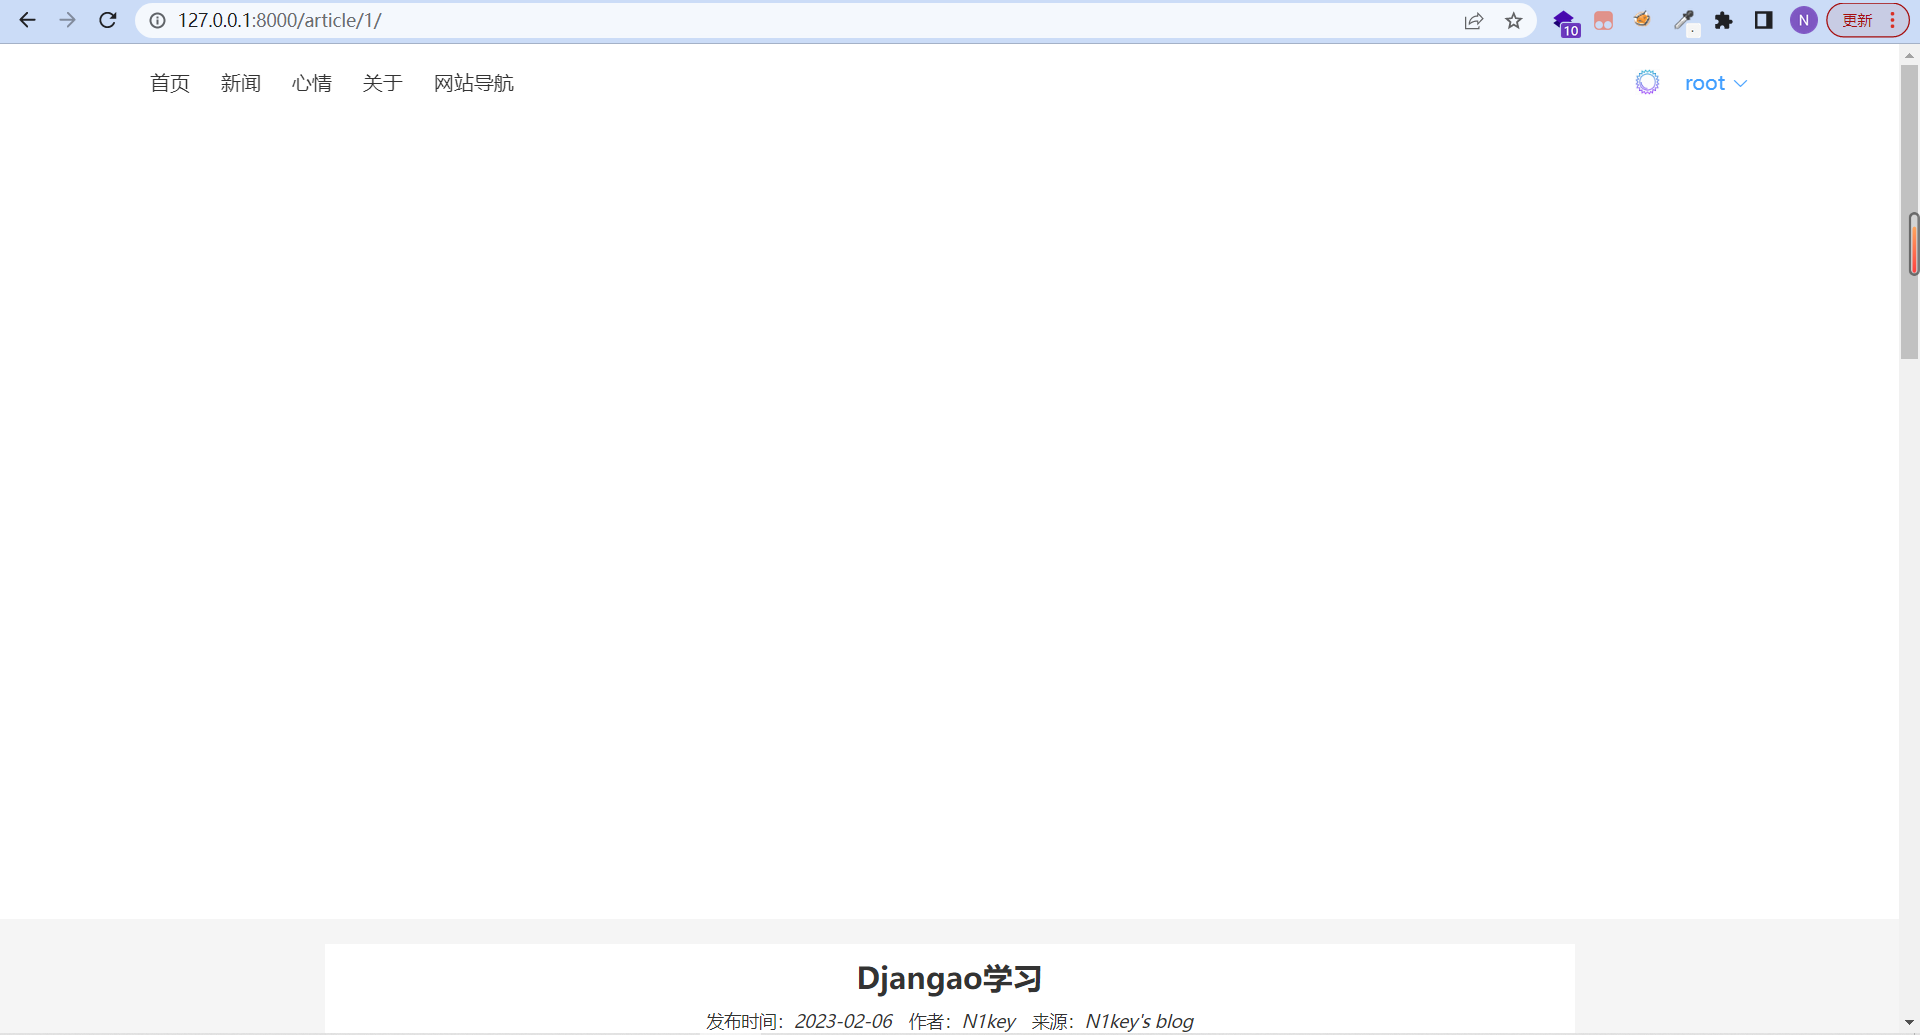 127.0.0.1:8000/article/1/
10
N
更新
首页 新闻 心情 关于 网站导航
root
Djangao学习
发布时间：2023-02-06 作者：N1key 来源：N1key's blog